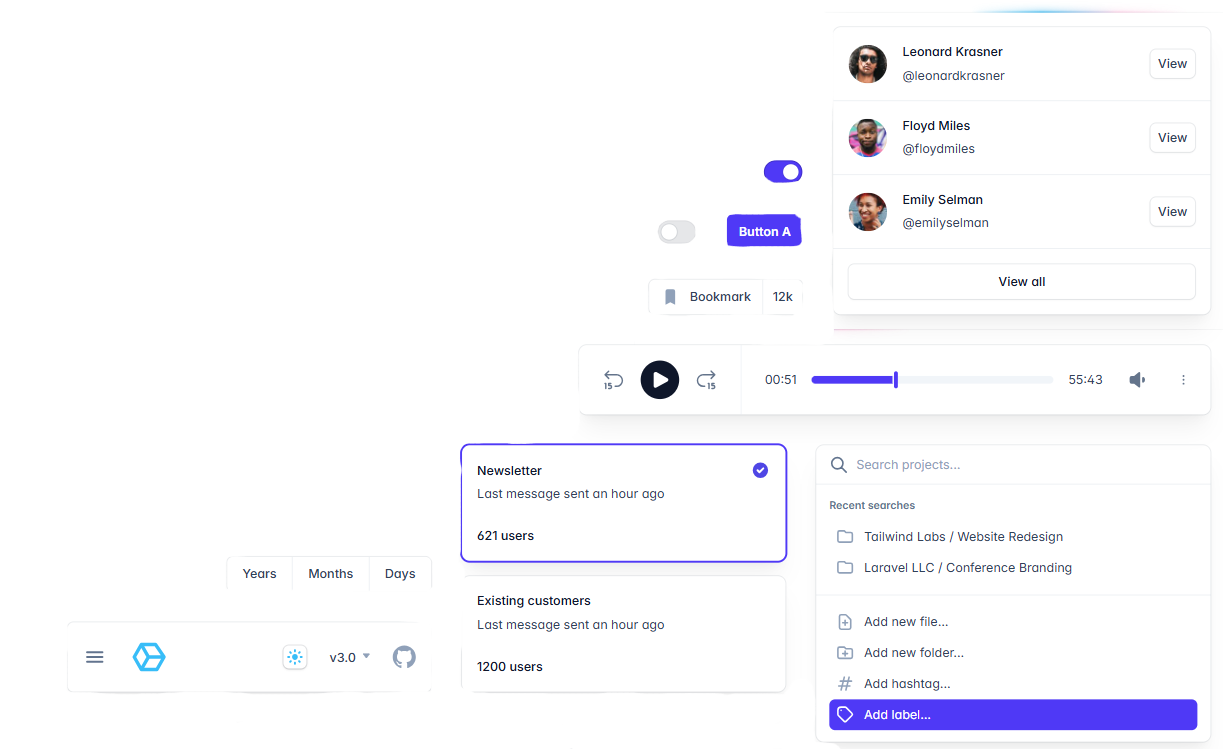 Leonard Krasner
@leonardkrasner
View
Floyd Miles
@floydmiles
View
Emily Selman
@emilyselman
View
View all
Button A
Bookmark
12k
15
15
00:51
55:43
Newsletter
Last message sent an hour ago
621 users
Existing customers
Last message sent an hour ago
1200 users
Years
Months
Days
v3.0
Search projects...
Recent searches
Tailwind Labs / Website Redesign
Laravel LLC / Conference Branding
Add new file...
Add new folder...
Add hashtag...
Add label...